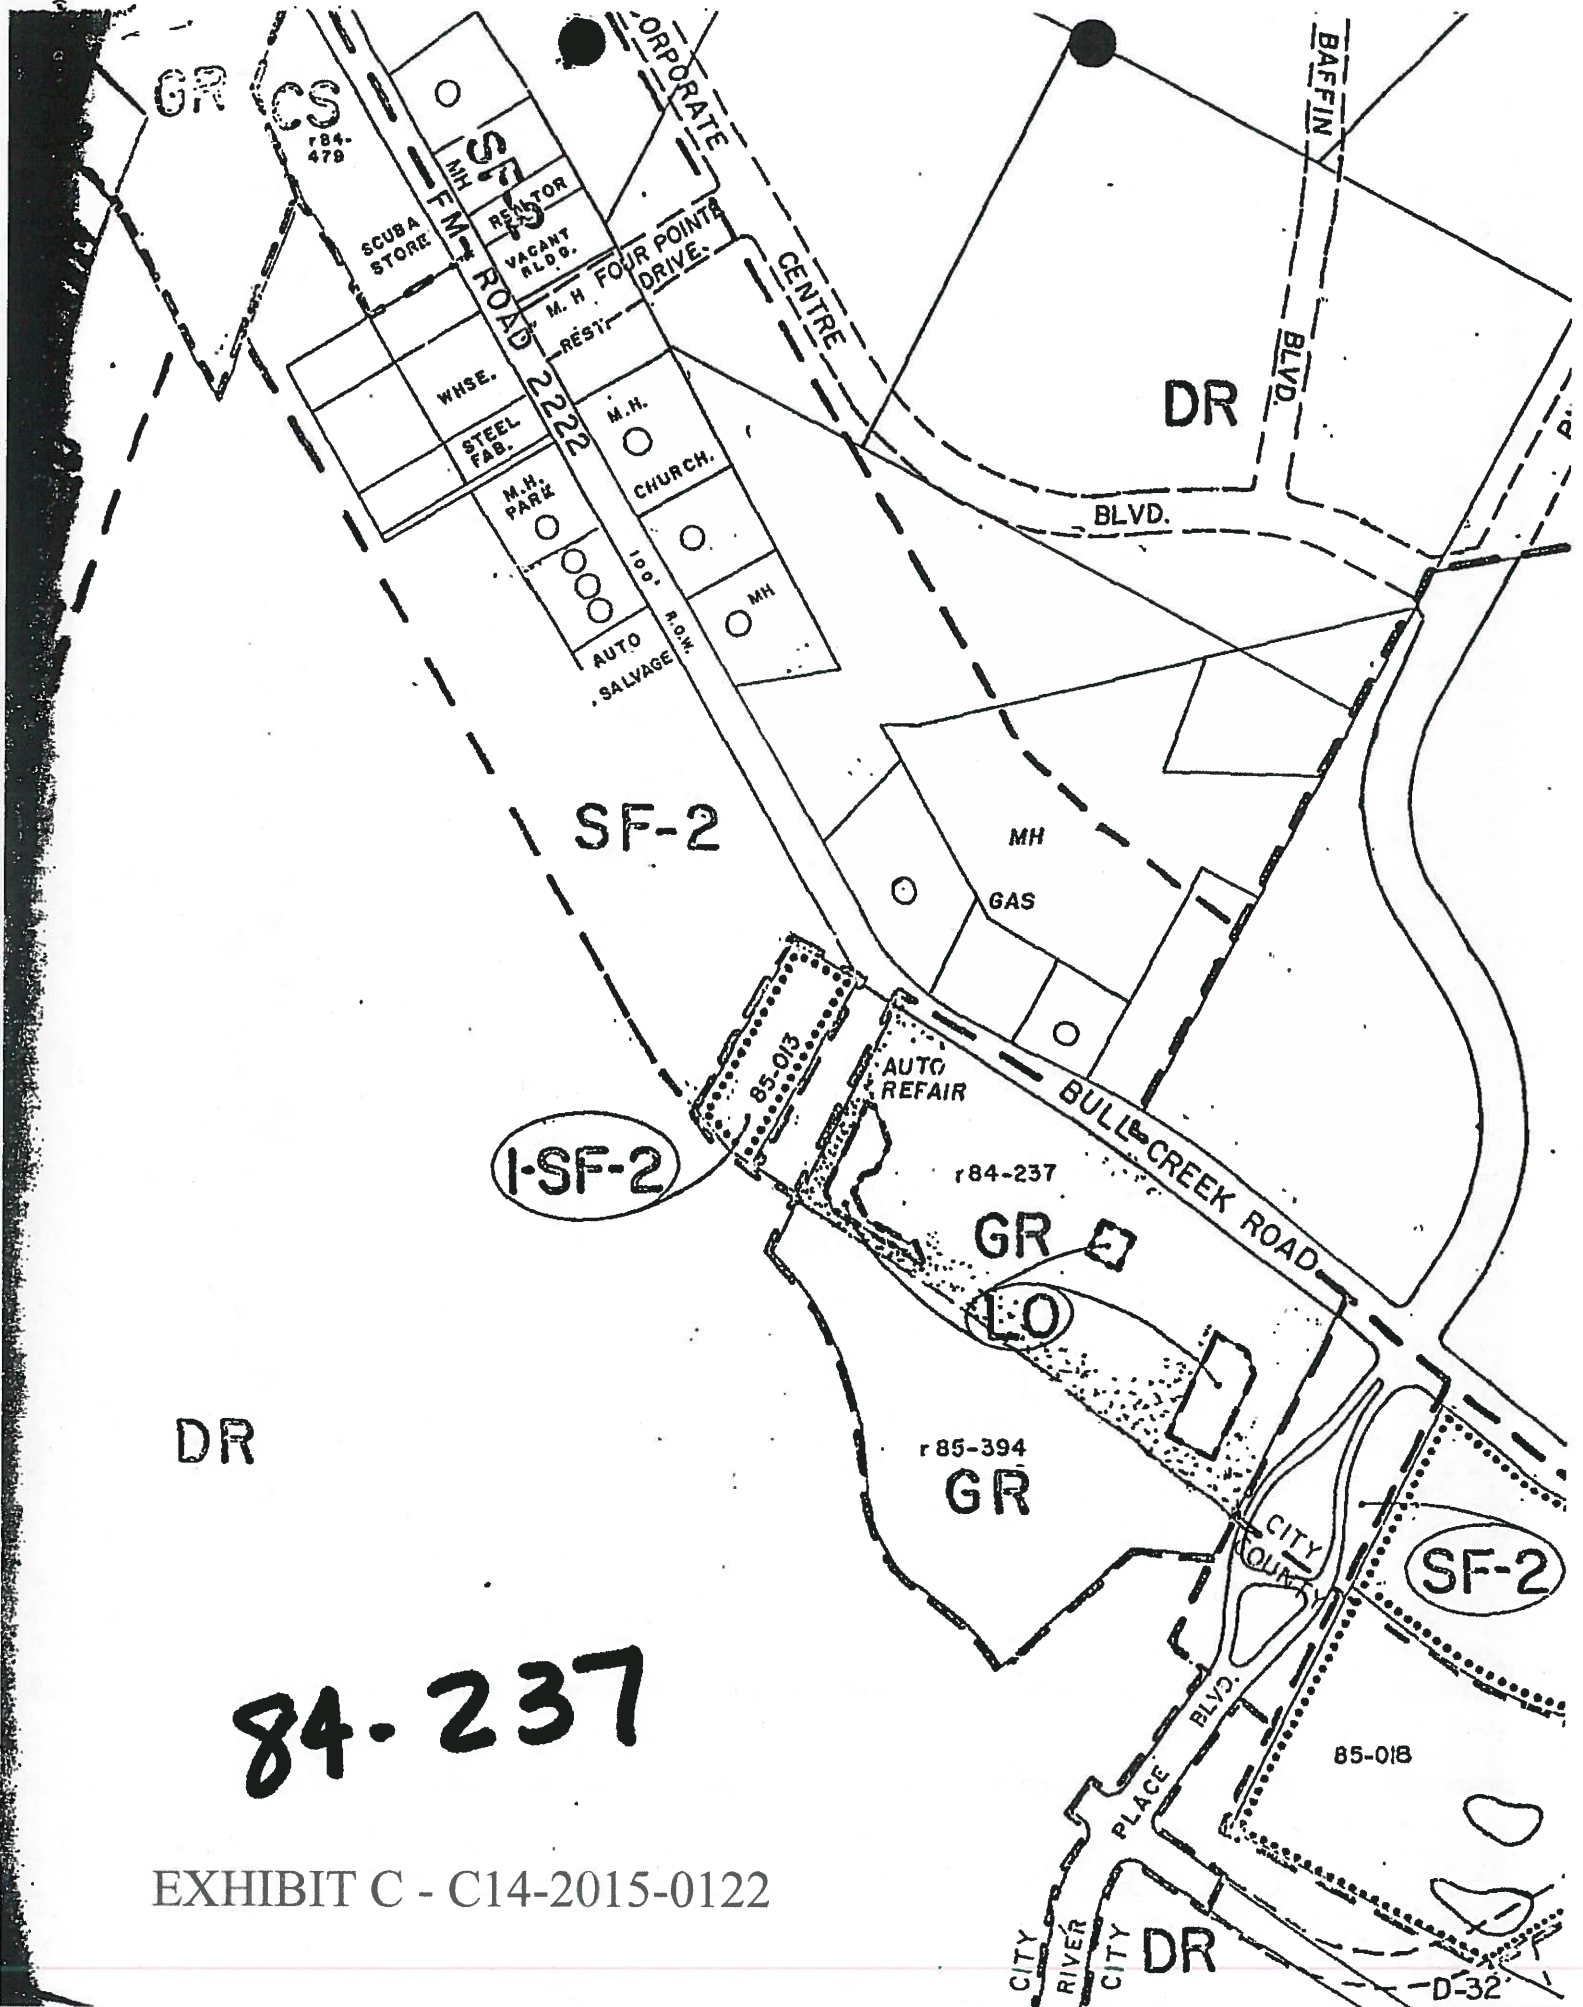 GR
CS
r84-
479
SCUBA
STORE
FM ROAD 2222
MH
REALTOR
VACANT
BLDG.
M. H
REST.
FOUR POINTE
DRIVE
CORPORATE
CENTRE
BLVD.
BAFFIN
BLVD.
DR
WHSE.
STEEL
FAB.
M.H.
PARK
AUTO
SALVAGE
100' R.O.W.
M.H.
CHURCH.
MH
SF-2
MH
GAS
85-013
I-SF-2
AUTO
REPAIR
BULL CREEK ROAD
r84-237
GR
LO
r85-394
GR
DR
CITY
COUNTY
SF-2
84-237
PLACE BLVD.
85-018
EXHIBIT C - C14-2015-0122
CITY
RIVER
CITY
DR
D-32